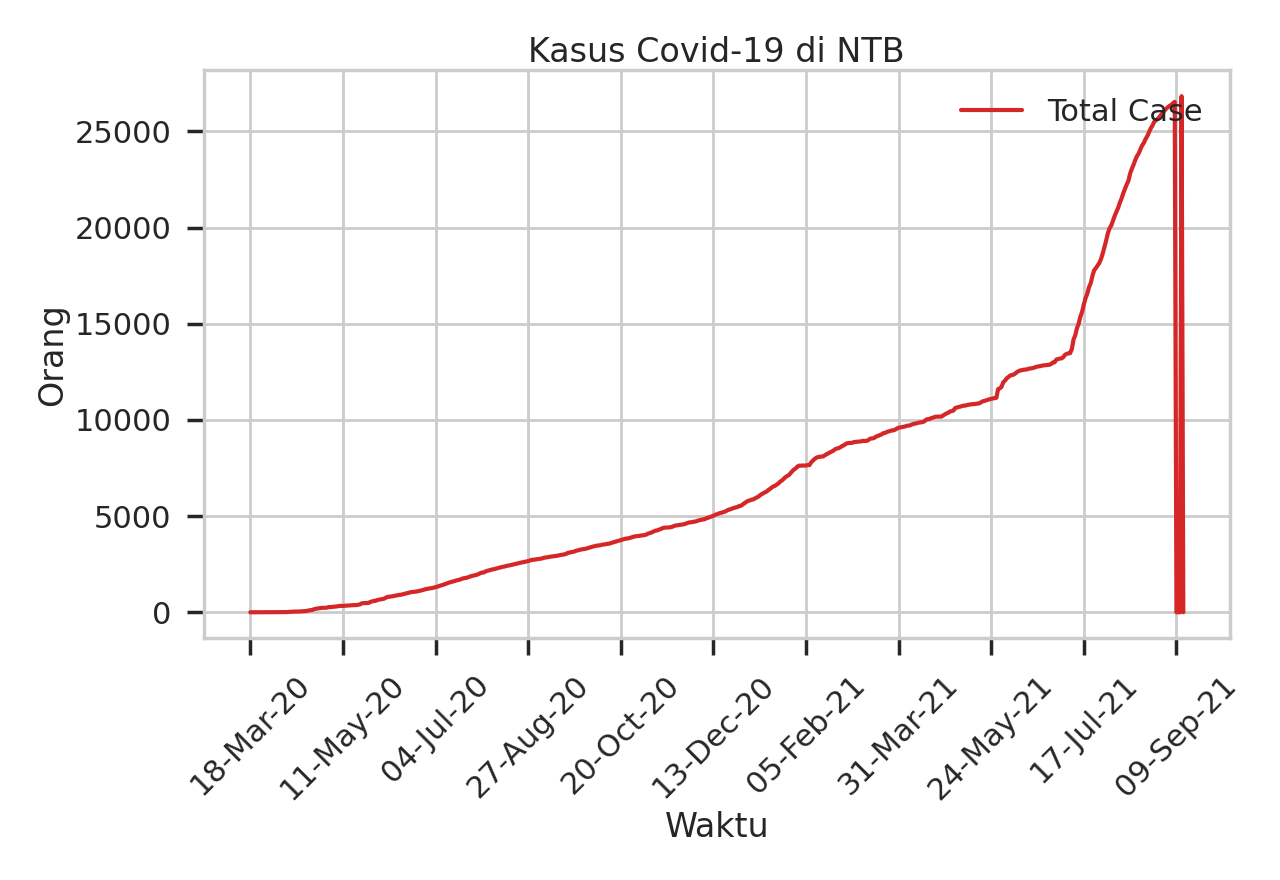 Kasus Covid-19 di NTB
Total Case
Orang
25000
20000
15000
10000
5000
0
18-Mar-20
11-May-20
04-Jul-20
27-Aug-20
20-Oct-20
13-Dec-20
05-Feb-21
31-Mar-21
24-May-21
17-Jul-21
09-Sep-21
Waktu